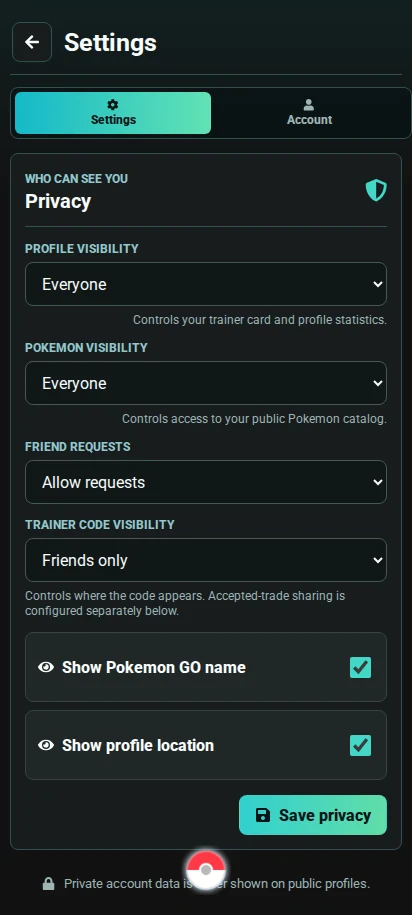 Settings
Settings
Account
WHO CAN SEE YOU
Privacy
PROFILE VISIBILITY
Everyone
Controls your trainer card and profile statistics.
POKEMON VISIBILITY
Everyone
Controls access to your public Pokemon catalog.
FRIEND REQUESTS
Allow requests
TRAINER CODE VISIBILITY
Friends only
Controls where the code appears. Accepted-trade sharing is
configured separately below.
Show Pokemon GO name
Show profile location
Save privacy
Private account data is shown on public profiles.